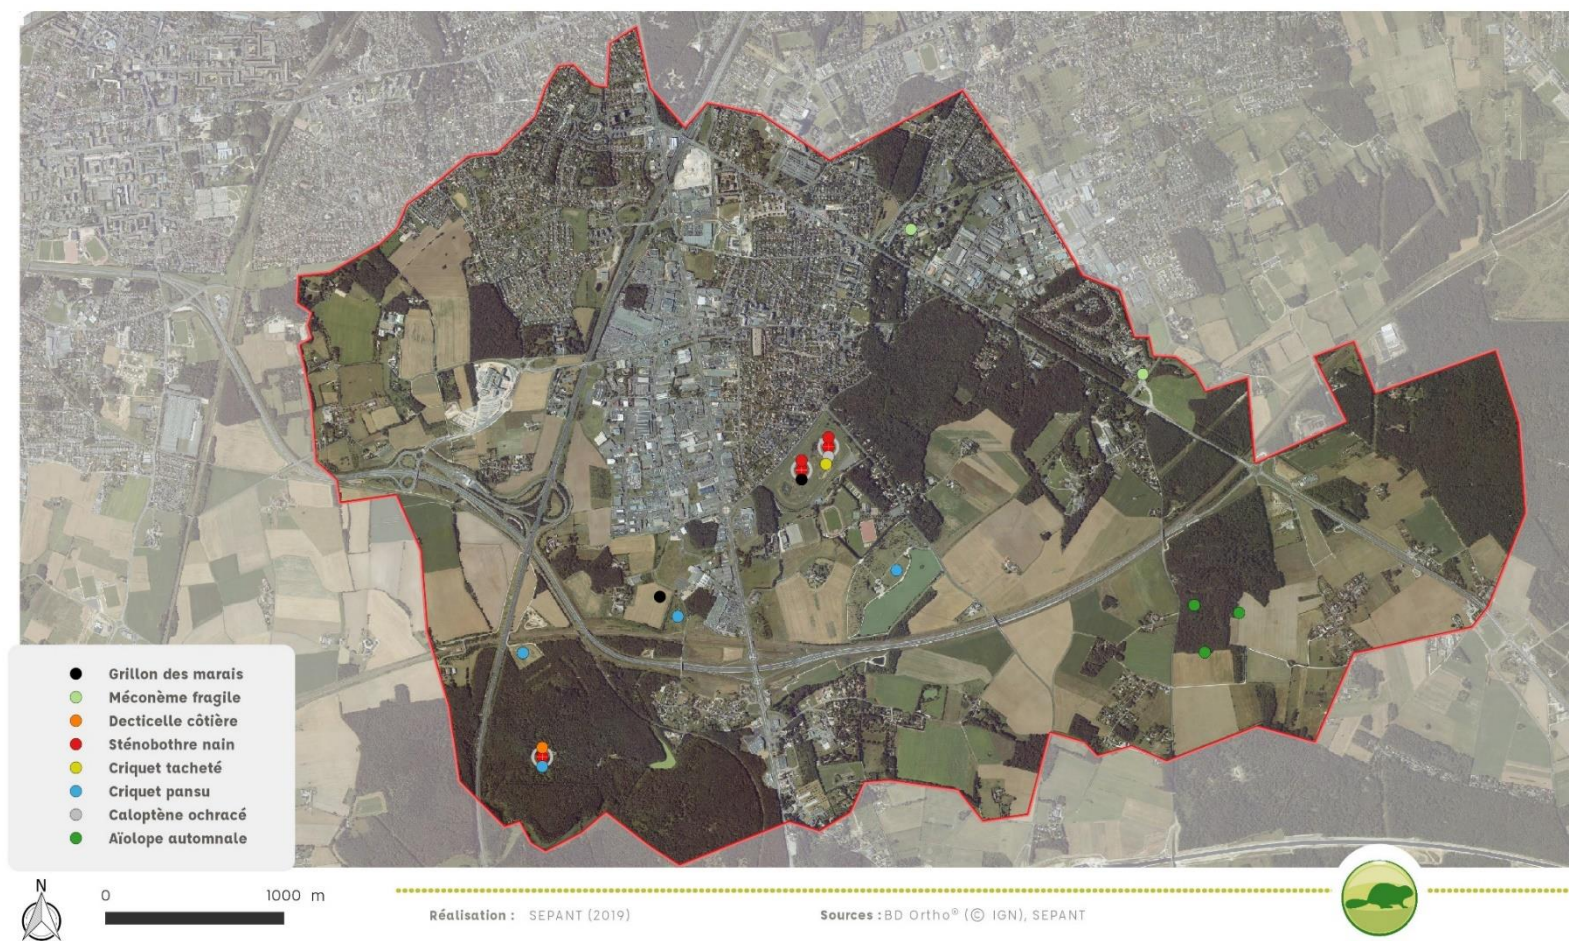 Grillon des marais
Méconème fragile
Decticelle côtière
Sténobothre nain
Criquet tacheté
Criquet pansu
Caloptène ochracé
Aïolope automnale
N
0 1000 m
Réalisation : SEPANT (2019)
Sources : BD Ortho® (© IGN), SEPANT